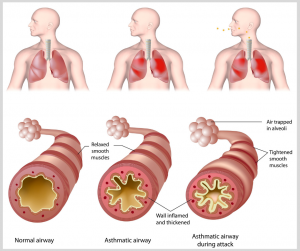 Air trapped
in alveoli
Relaxed
smooth
muscles
Tightened
smooth
muscles
Wall inflamed
and thickened
Normal airway
Asthmatic airway
Asthmatic airway
during attack